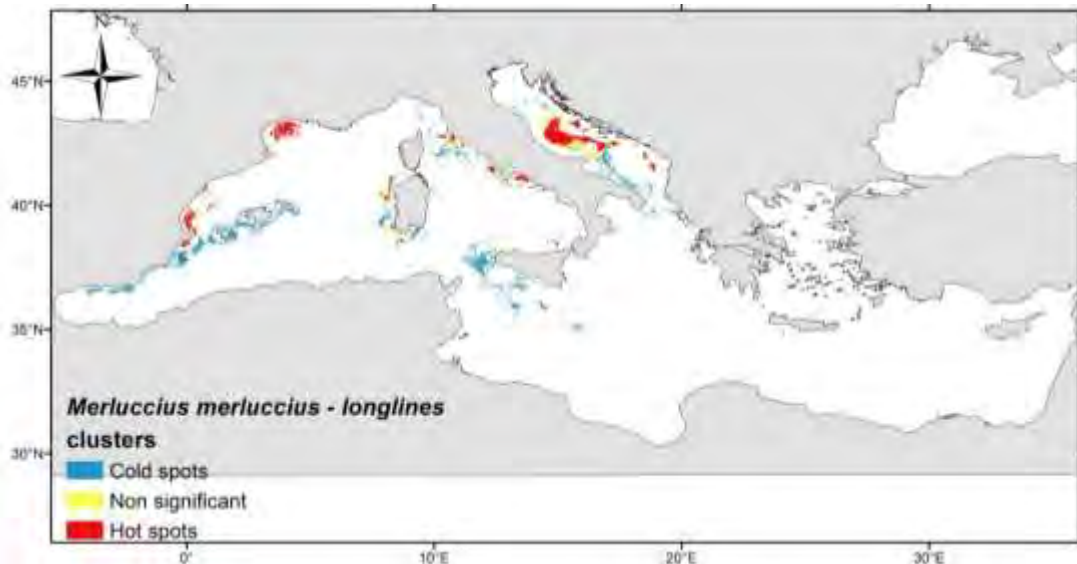 N
45°N
40°N
35°N
30°N
Merluccius merluccius - longlines
clusters
Cold spots
Non significant
Hot spots
0°
10°E
20°E
30°E